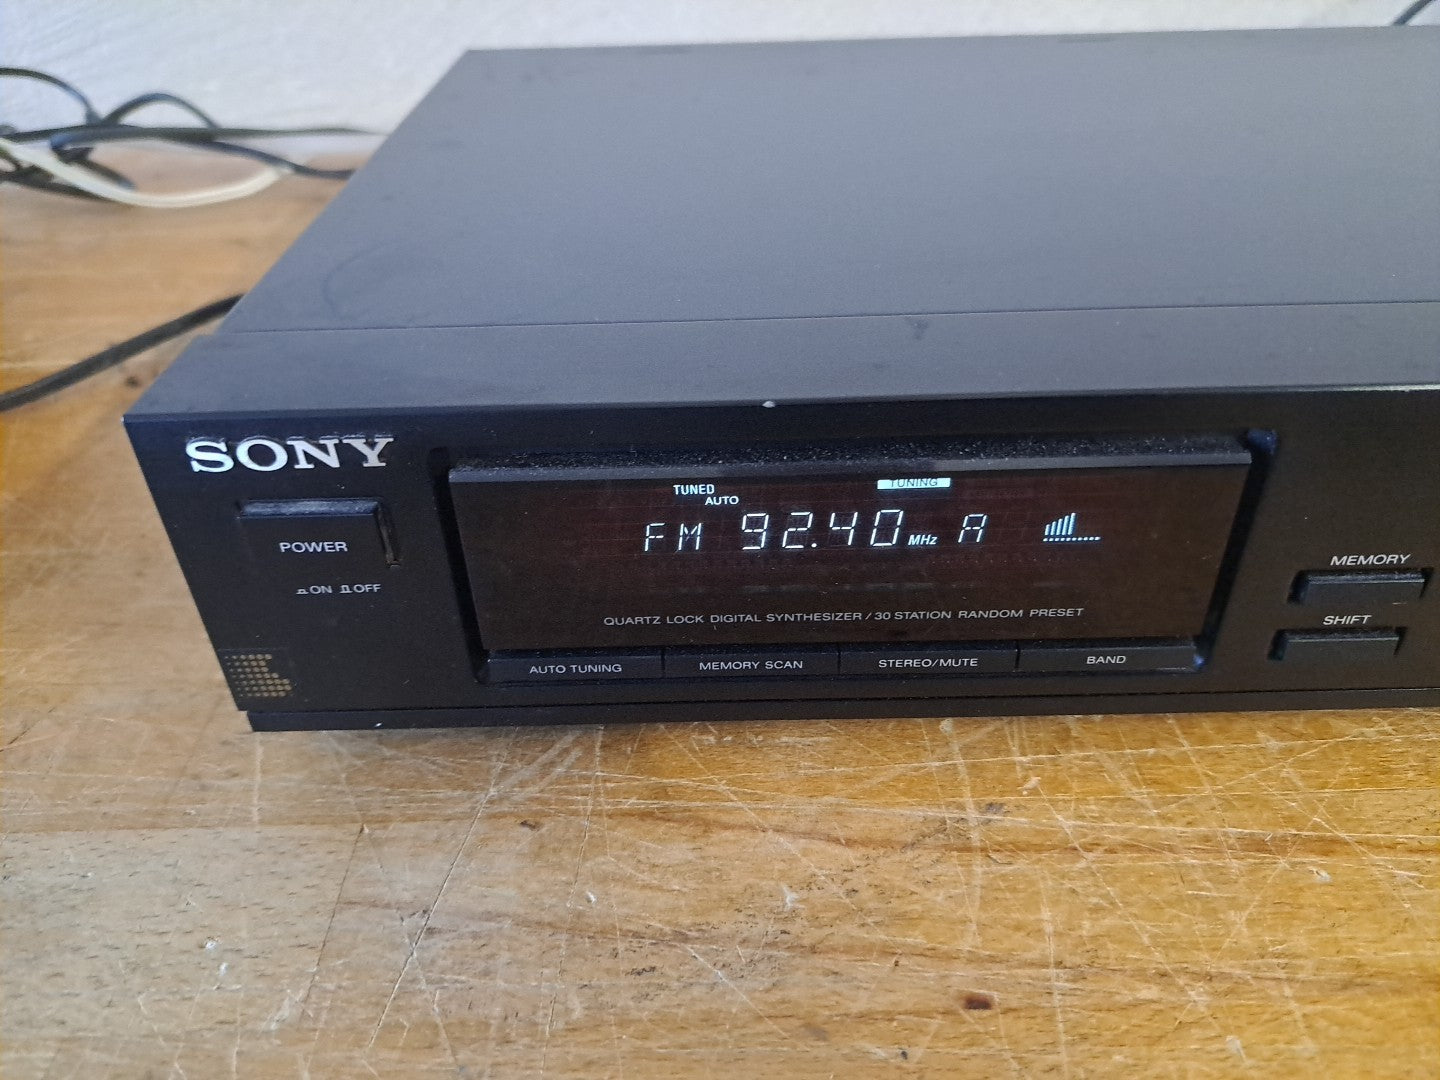 SONY
POWER
ON OFF
TUNED
AUTO
TUNING
FM 92.40 MHz A
QUARTZ LOCK DIGITAL SYNTHESIZER / 30 STATION RANDOM PRESET
AUTO TUNING MEMORY SCAN STEREO/MUTE BAND
MEMORY
SHIFT